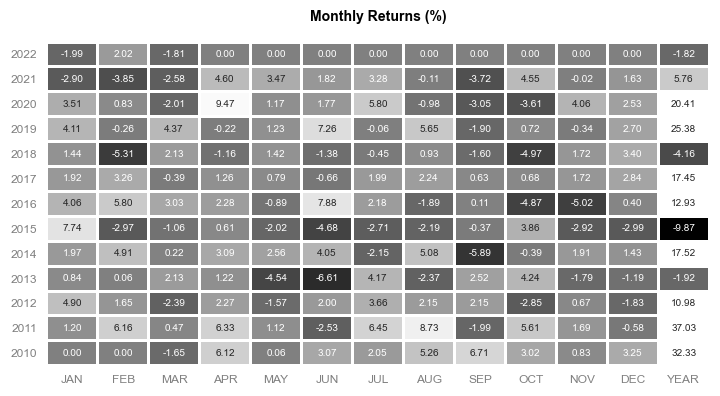 Monthly Returns (%)
2022 -1.99 2.02 -1.81 0.00 0.00 0.00 0.00 0.00 0.00 0.00 0.00 0.00 -1.82
2021 -2.90 -3.85 -2.58 4.60 3.47 1.82 3.28 -0.11 -3.72 4.55 -0.02 1.63 5.76
2020 3.51 0.83 -2.01 9.47 1.17 1.77 5.80 -0.98 -3.05 -3.61 4.06 2.53 20.41
2019 4.11 -0.26 4.37 -0.22 1.23 7.26 -0.06 5.65 -1.90 0.72 -0.34 2.70 25.38
2018 1.44 -5.31 2.13 -1.16 1.42 -1.38 -0.45 0.93 -1.60 -4.97 1.72 3.40 -4.16
2017 1.92 3.26 -0.39 1.26 0.79 -0.66 1.99 2.24 0.63 0.68 1.72 2.84 17.45
2016 4.06 5.80 3.03 2.28 -0.89 7.88 2.18 -1.89 0.11 -4.87 -5.02 0.40 12.93
2015 7.74 -2.97 -1.06 0.61 -2.02 -4.68 -2.71 -2.19 -0.37 3.86 -2.92 -2.99 -9.87
2014 1.97 4.91 0.22 3.09 2.56 4.05 -2.15 5.08 -5.89 -0.39 1.91 1.43 17.52
2013 0.84 0.06 2.13 1.22 -4.54 -6.61 4.17 -2.37 2.52 4.24 -1.79 -1.19 -1.92
2012 4.90 1.65 -2.39 2.27 -1.57 2.00 3.66 2.15 2.15 -2.85 0.67 -1.83 10.98
2011 1.20 6.16 0.47 6.33 1.12 -2.53 6.45 8.73 -1.99 5.61 1.69 -0.58 37.03
2010 0.00 0.00 -1.65 6.12 0.06 3.07 2.05 5.26 6.71 3.02 0.83 3.25 32.33
JAN FEB MAR APR MAY JUN JUL AUG SEP OCT NOV DEC YEAR